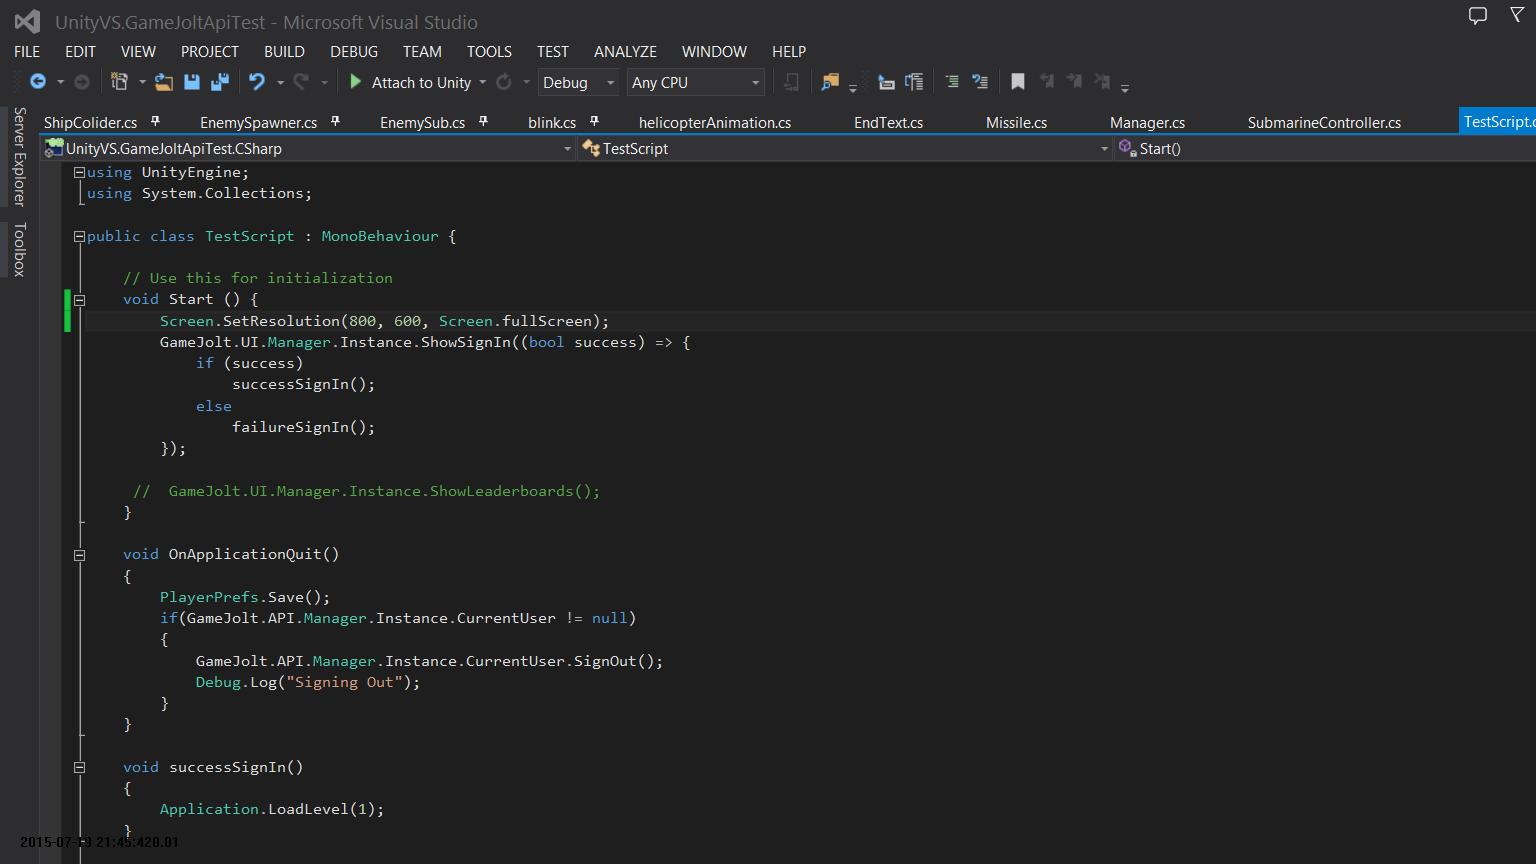 UnityVS.GameJoltApiTest - Microsoft Visual Studio
FILE EDIT VIEW PROJECT BUILD DEBUG TEAM TOOLS TEST ANALYZE WINDOW HELP
Attach to Unity Debug Any CPU
Server Explorer
Toolbox
ShipColider.cs EnemySpawner.cs EnemySub.cs blink.cs helicopterAnimation.cs EndText.cs Missile.cs Manager.cs SubmarineController.cs TestScript.c
UnityVS.GameJoltApiTest.CSharp TestScript Start()
using UnityEngine;
using System.Collections;
public class TestScript : MonoBehaviour {
// Use this for initialization
void Start () {
Screen.SetResolution(800, 600, Screen.fullScreen);
GameJolt.UI.Manager.Instance.ShowSignIn((bool success) => {
if (success)
successSignIn();
else
failureSignIn();
});
// GameJolt.UI.Manager.Instance.ShowLeaderboards();
}
void OnApplicationQuit()
{
PlayerPrefs.Save();
if(GameJolt.API.Manager.Instance.CurrentUser != null)
{
GameJolt.API.Manager.Instance.CurrentUser.SignOut();
Debug.Log("Signing Out");
}
}
void successSignIn()
{
Application.LoadLevel(1);
}
21:45:420.01